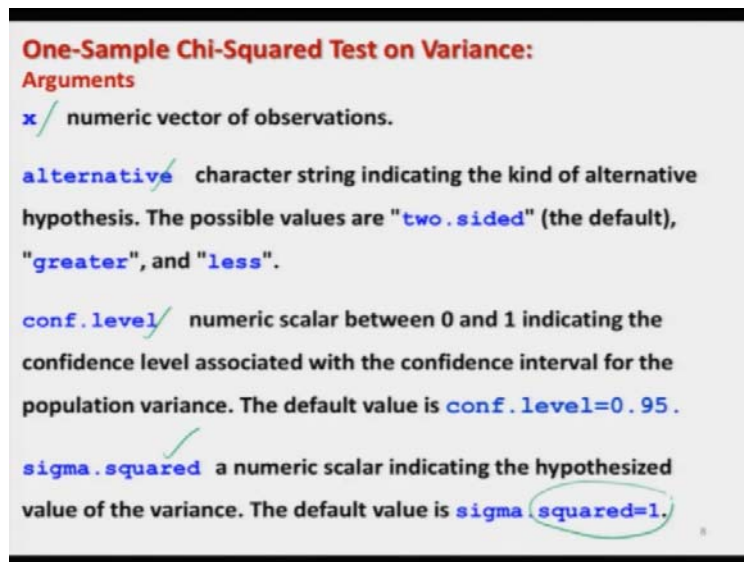 One-Sample Chi-Squared Test on Variance:
Arguments
x numeric vector of observations.
alternative character string indicating the kind of alternative
hypothesis. The possible values are "two.sided" (the default),
"greater", and "less".
conf.level numeric scalar between 0 and 1 indicating the
confidence level associated with the confidence interval for the
population variance. The default value is conf.level=0.95.
sigma.squared a numeric scalar indicating the hypothesized
value of the variance. The default value is sigma.squared=1.
8